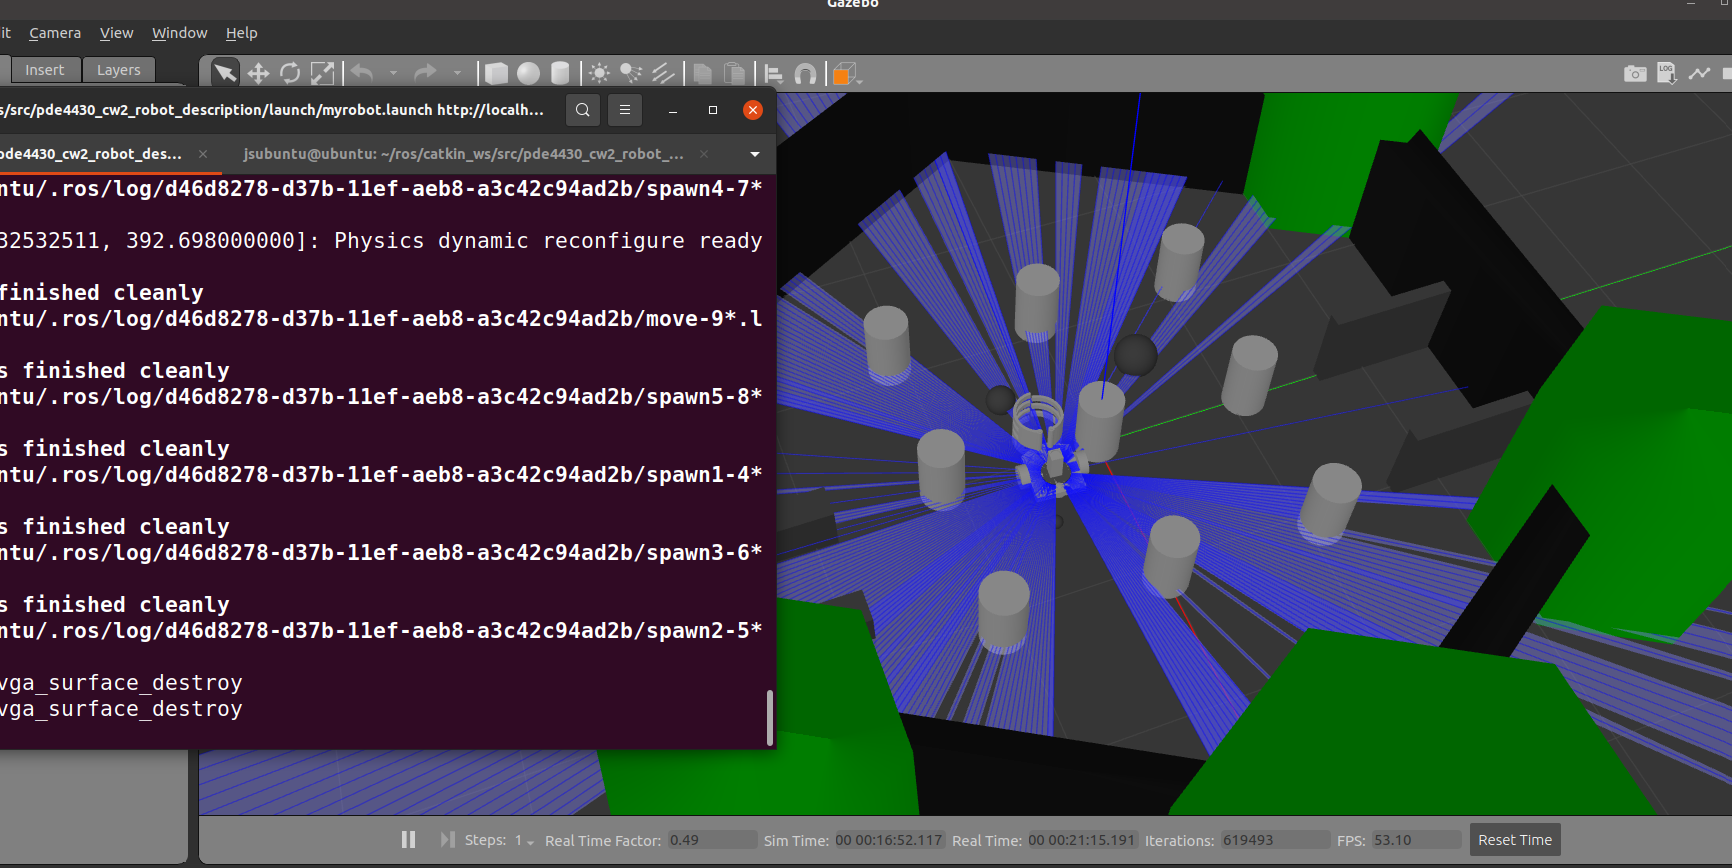 Gazebo
it Camera View Window Help
Insert Layers
LOG
s/src/pde4430_cw2_robot_description/launch/myrobot.launch http://localh...
pde4430_cw2_robot_des... jsubuntu@ubuntu: ~/ros/catkin_ws/src/pde4430_cw2_robot_...
ntu/.ros/log/d46d8278-d37b-11ef-aeb8-a3c42c94ad2b/spawn4-7*
32532511, 392.698000000]: Physics dynamic reconfigure ready
finished cleanly
ntu/.ros/log/d46d8278-d37b-11ef-aeb8-a3c42c94ad2b/move-9*.l
s finished cleanly
ntu/.ros/log/d46d8278-d37b-11ef-aeb8-a3c42c94ad2b/spawn5-8*
s finished cleanly
ntu/.ros/log/d46d8278-d37b-11ef-aeb8-a3c42c94ad2b/spawn1-4*
s finished cleanly
ntu/.ros/log/d46d8278-d37b-11ef-aeb8-a3c42c94ad2b/spawn3-6*
s finished cleanly
ntu/.ros/log/d46d8278-d37b-11ef-aeb8-a3c42c94ad2b/spawn2-5*
vga_surface_destroy
vga_surface_destroy
Steps: 1 Real Time Factor: 0.49 Sim Time: 00 00:16:52.117 Real Time: 00 00:21:15.191 Iterations: 619493 FPS: 53.10 Reset Time